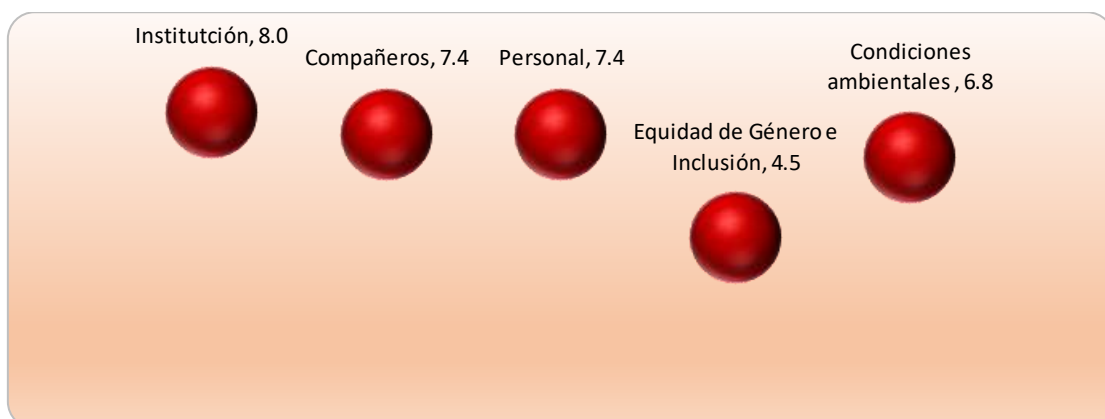 Institutción, 8.0
Compañeros, 7.4
Personal, 7.4
Equidad de Género e
Inclusión, 4.5
Condiciones
ambientales , 6.8